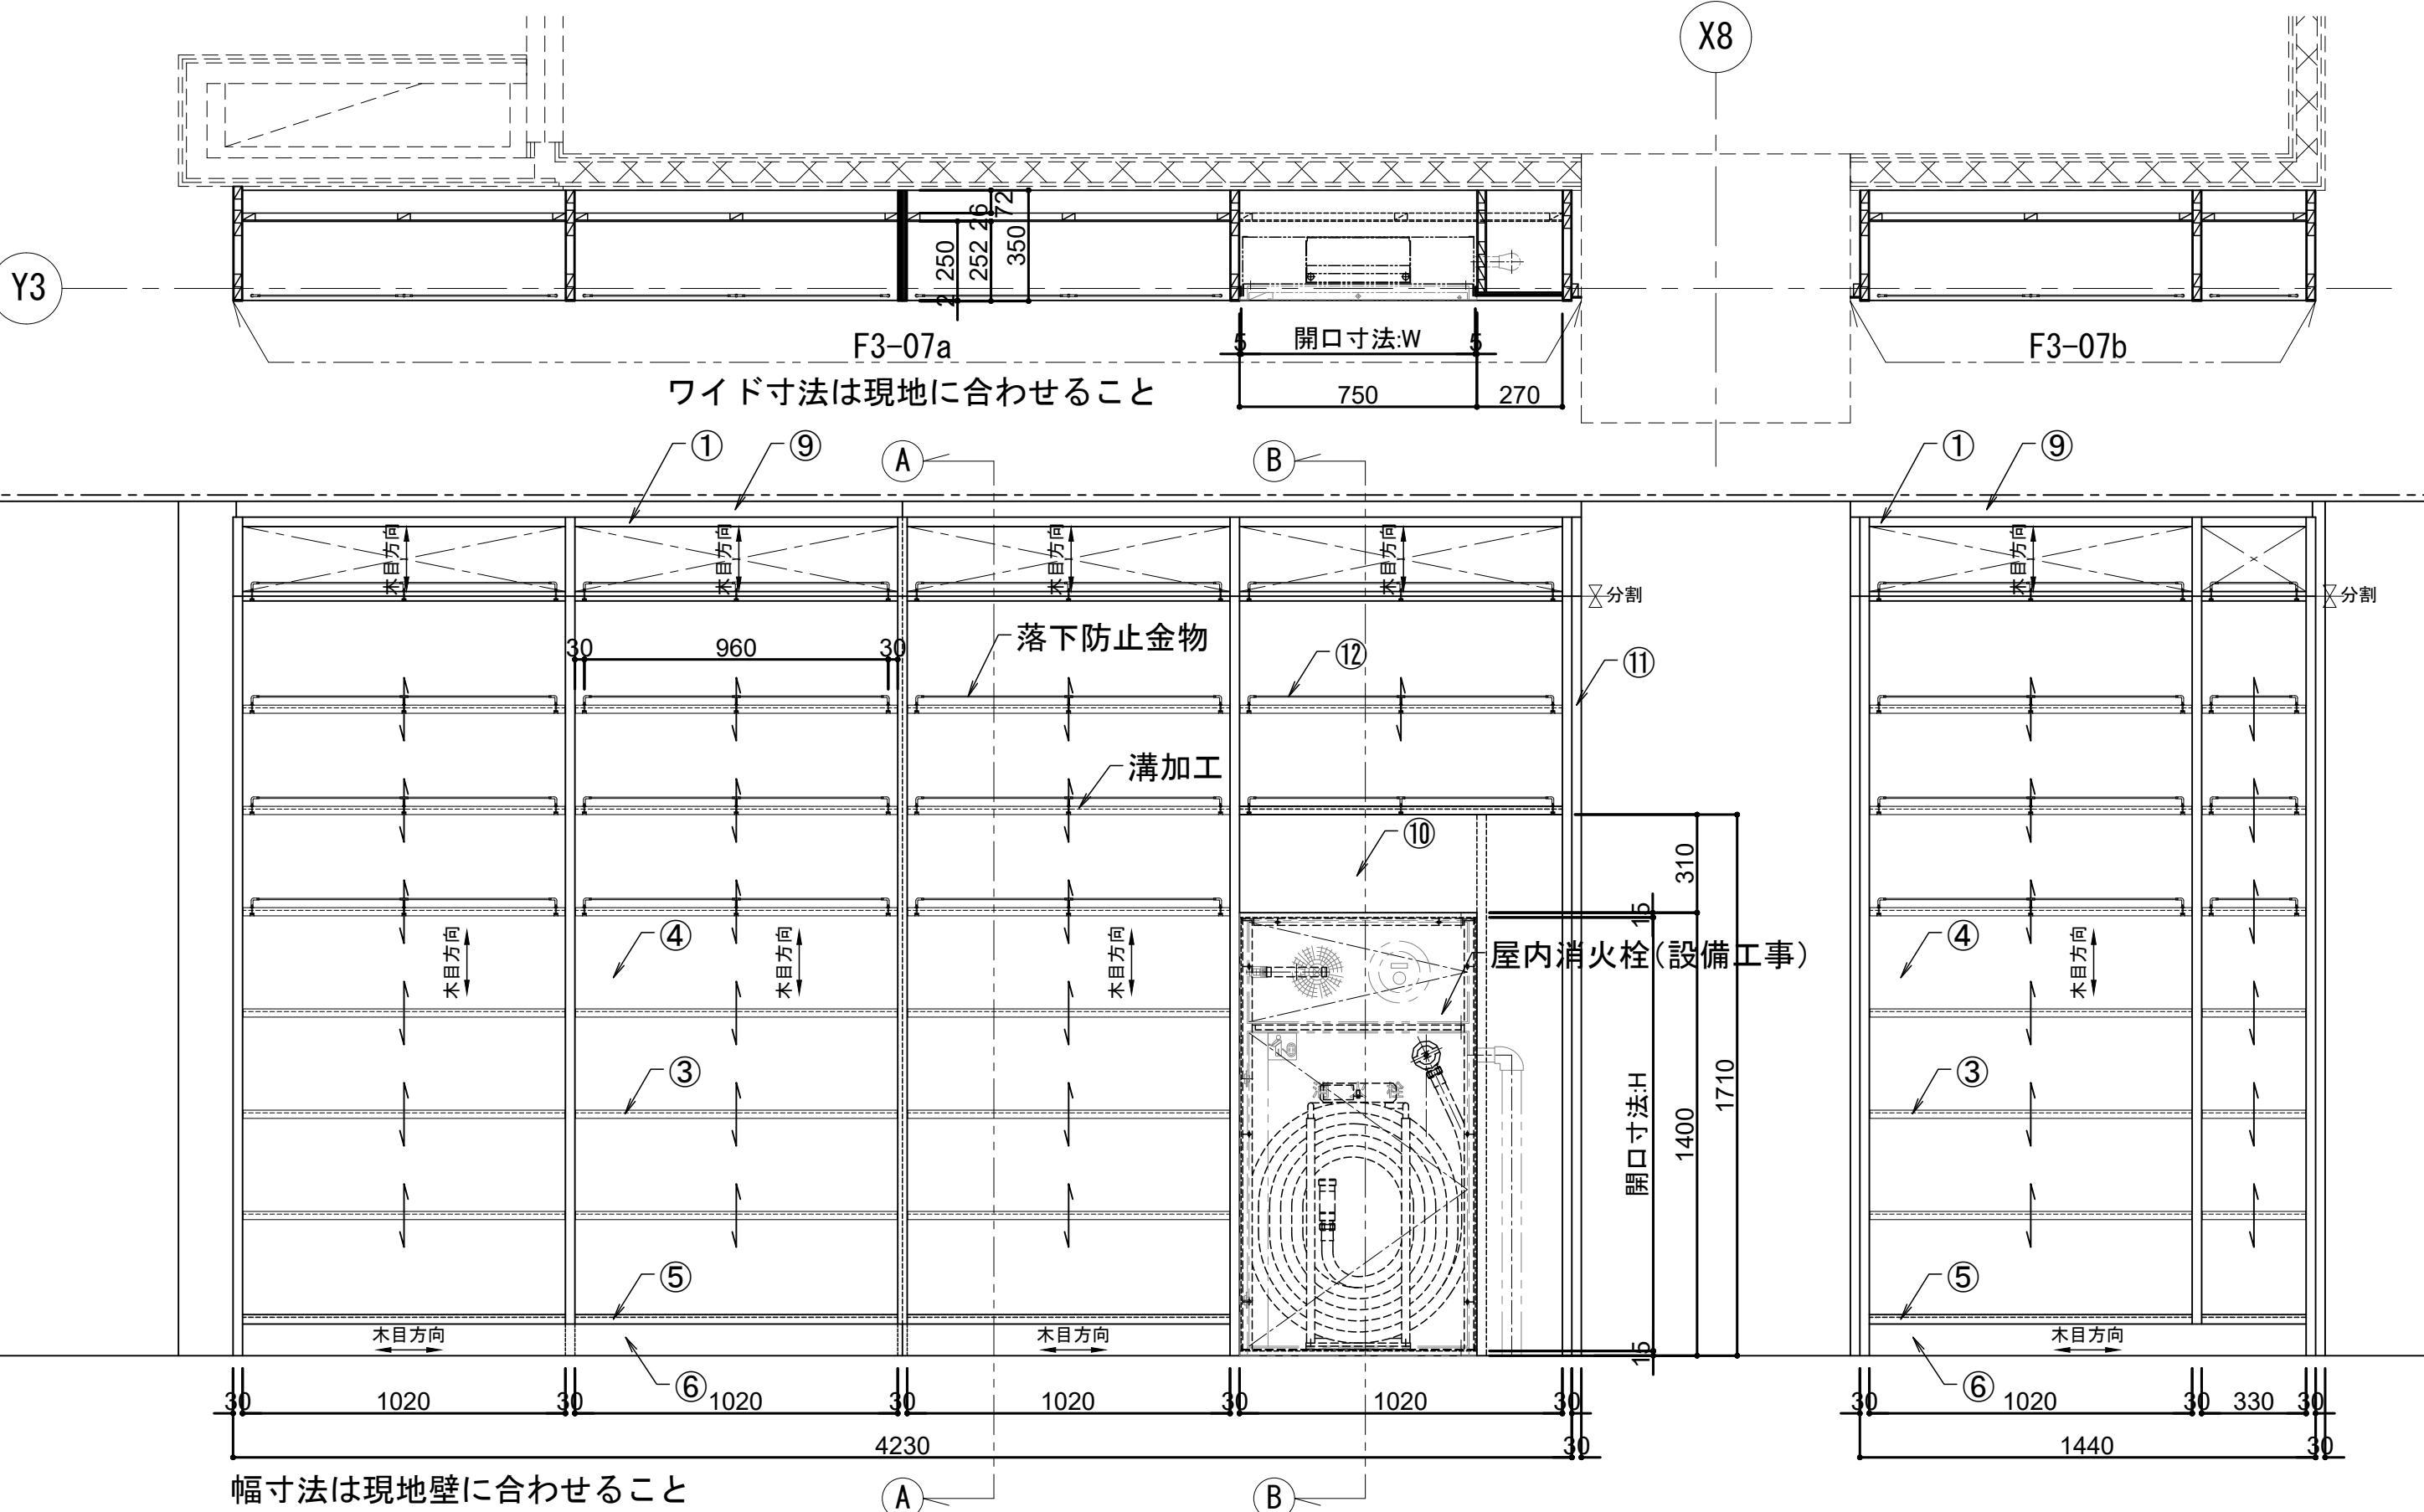 X8
Y3
26
72
250
252
350
2
F3-07a
5
開口寸法:W
5
F3-07b
ワイド寸法は現地に合わせること
750
270
①
⑨
A
B
①
⑨
木目方向
木目方向
木目方向
木目方向
木目方向
分割
分割
30
960
30
落下防止金物
⑫
⑪
溝加工
⑩
310
15
④
木目方向
木目方向
木目方向
屋内消火栓(設備工事)
④
木目方向
③
開口寸法:H
1400
1710
③
⑤
⑤
木目方向
木目方向
15
木目方向
⑥
⑥
30
1020
30
1020
30
1020
30
1020
30
30
1020
30
330
30
4230
30
1440
30
幅寸法は現地壁に合わせること
A
B